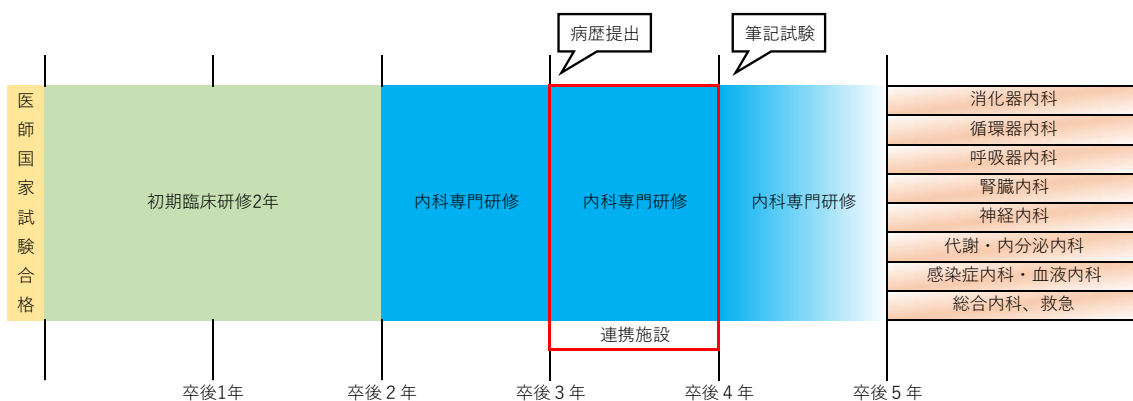 病歴提出
筆記試験
医師国家試験合格
初期臨床研修2年
内科専門研修
内科専門研修
内科専門研修
消化器内科
循環器内科
呼吸器内科
腎臓内科
神経内科
代謝・内分泌内科
感染症内科・血液内科
総合内科、救急
連携施設
卒後1年
卒後２年
卒後３年
卒後４年
卒後５年